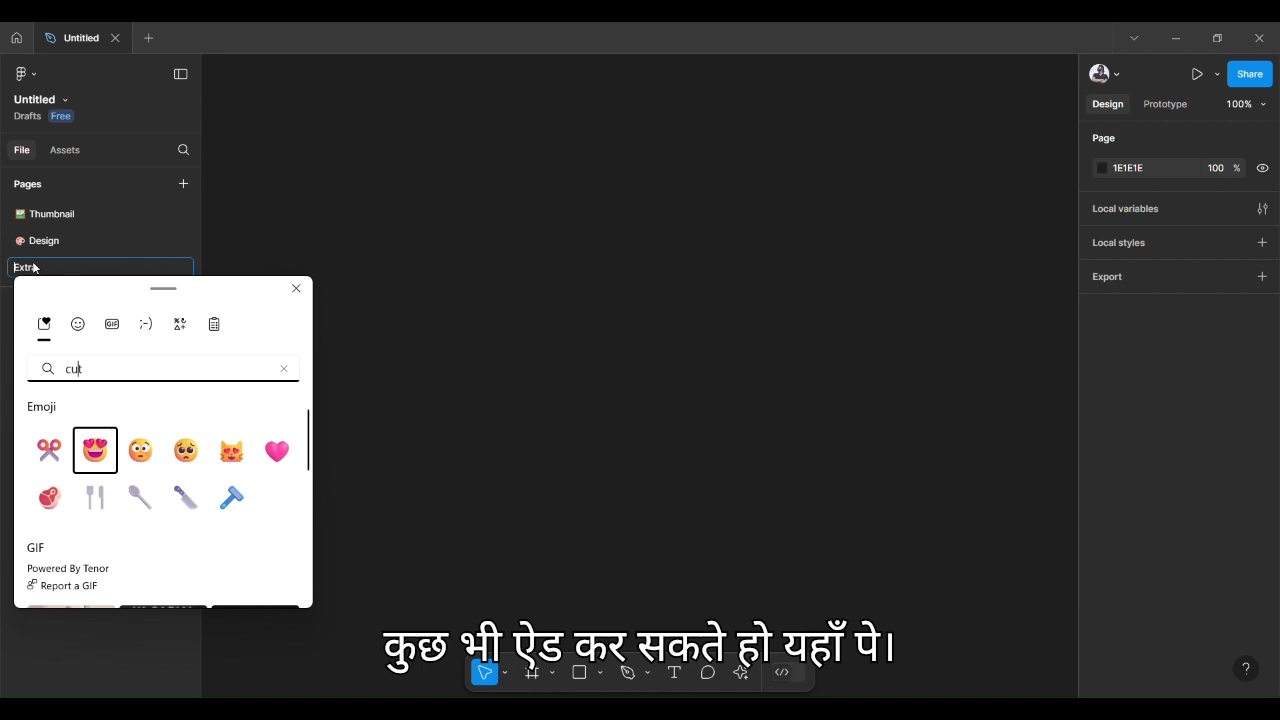 Untitled
Untitled
Drafts Free
File Assets
Pages
Thumbnail
Design
Extra
GIF
;-)
cut
Emoji
GIF
Powered By Tenor
Report a GIF
Share
Design Prototype 100%
Page
1E1E1E 100 %
Local variables
Local styles
Export
कुछ भी ऐड कर सकते हो यहाँ पे।